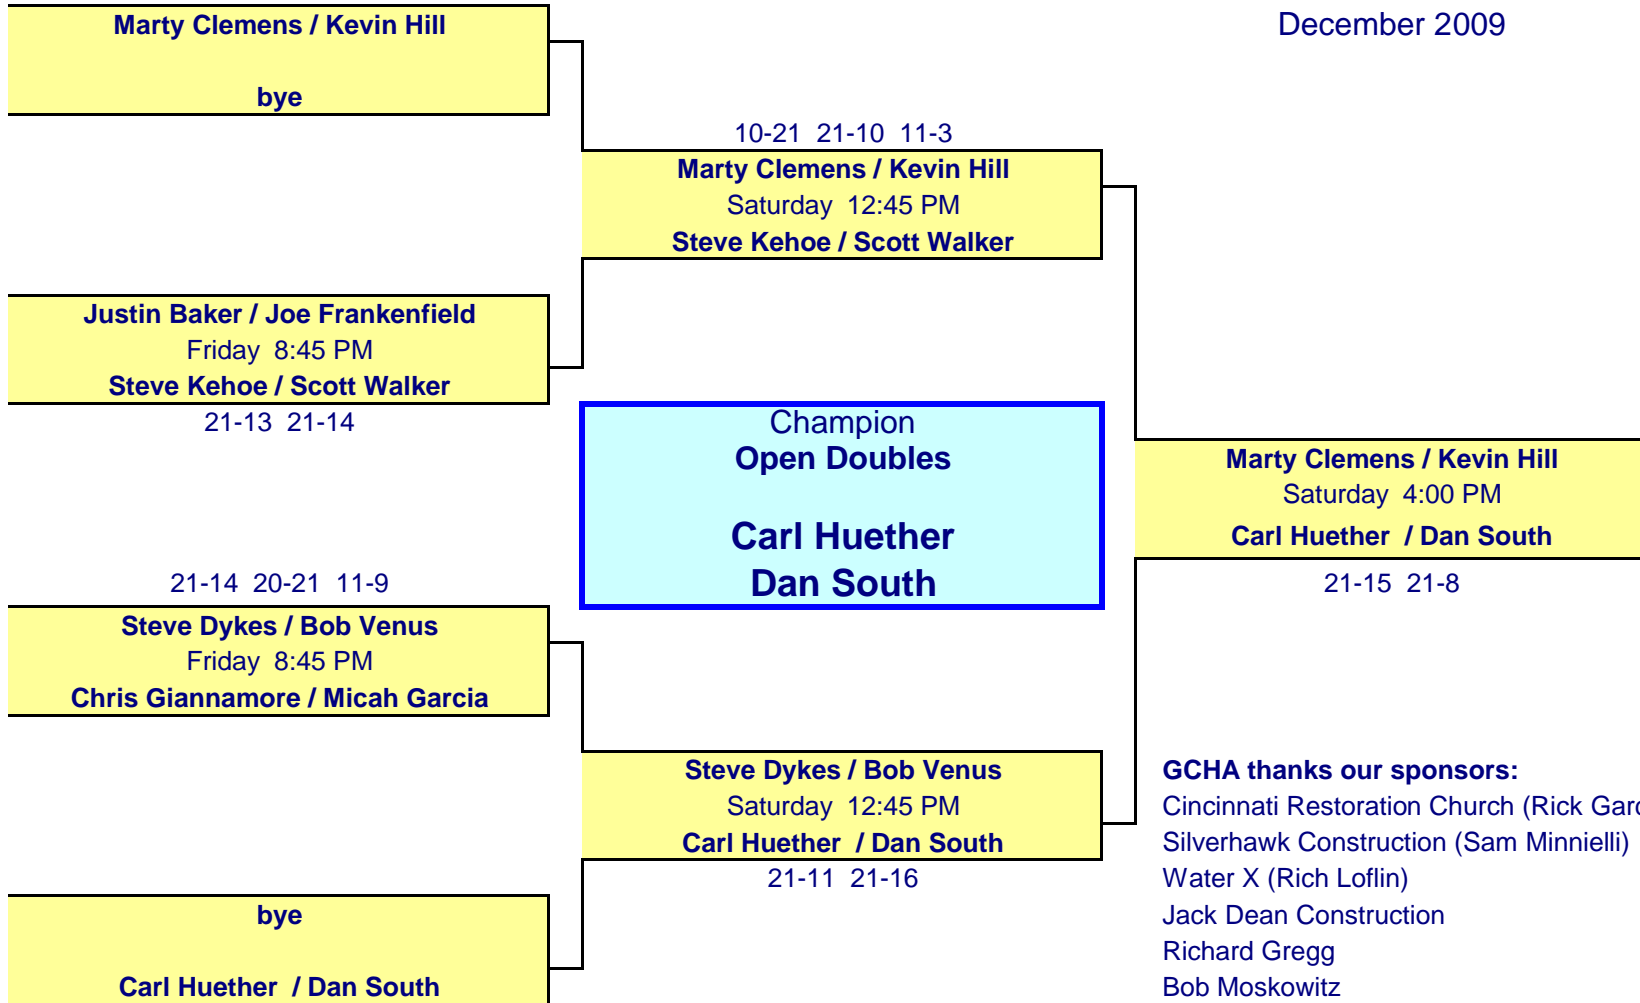 Marty Clemens / Kevin Hill
bye
December 2009
10-21 21-10 11-3
Marty Clemens / Kevin Hill
Saturday 12:45 PM
Steve Kehoe / Scott Walker
Justin Baker / Joe Frankenfield
Friday 8:45 PM
Steve Kehoe / Scott Walker
21-13 21-14
Champion
Open Doubles
Carl Huether
Dan South
Marty Clemens / Kevin Hill
Saturday 4:00 PM
Carl Huether / Dan South
21-15 21-8
21-14 20-21 11-9
Steve Dykes / Bob Venus
Friday 8:45 PM
Chris Giannamore / Micah Garcia
Steve Dykes / Bob Venus
Saturday 12:45 PM
Carl Huether / Dan South
21-11 21-16
bye
Carl Huether / Dan South
GCHA thanks our sponsors:
Cincinnati Restoration Church (Rick
Silverhawk Construction (Sam Minnielli)
Water X (Rich Loflin)
Jack Dean Construction
Richard Gregg
Bob Moskowitz